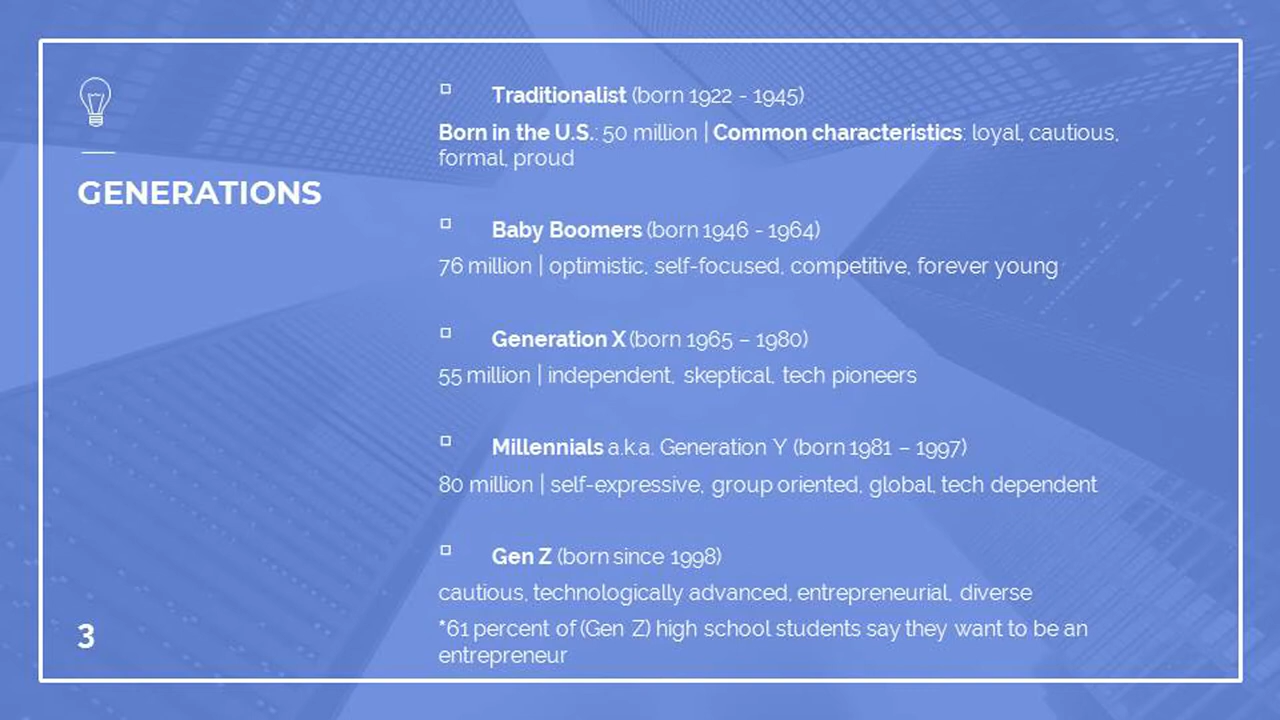 GENERATIONS
Traditionalist (born 1922 - 1945)
Born in the U.S.: 50 million | Common characteristics: loyal, cautious,
formal, proud
Baby Boomers (born 1946 - 1964)
76 million | optimistic, self-focused, competitive, forever young
Generation X (born 1965 – 1980)
55 million | independent, skeptical, tech pioneers
Millennials a.k.a. Generation Y (born 1981 – 1997)
80 million | self-expressive, group oriented, global, tech dependent
Gen Z (born since 1998)
cautious, technologically advanced, entrepreneurial, diverse
*61 percent of (Gen Z) high school students say they want to be an
entrepreneur
3